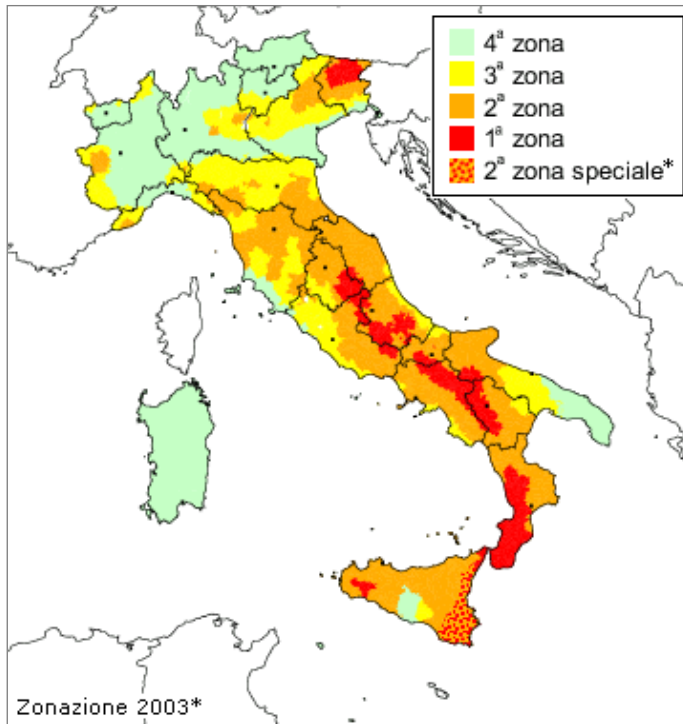 4ª zona
3ª zona
2ª zona
1ª zona
2ª zona speciale*
Zonazione 2003*